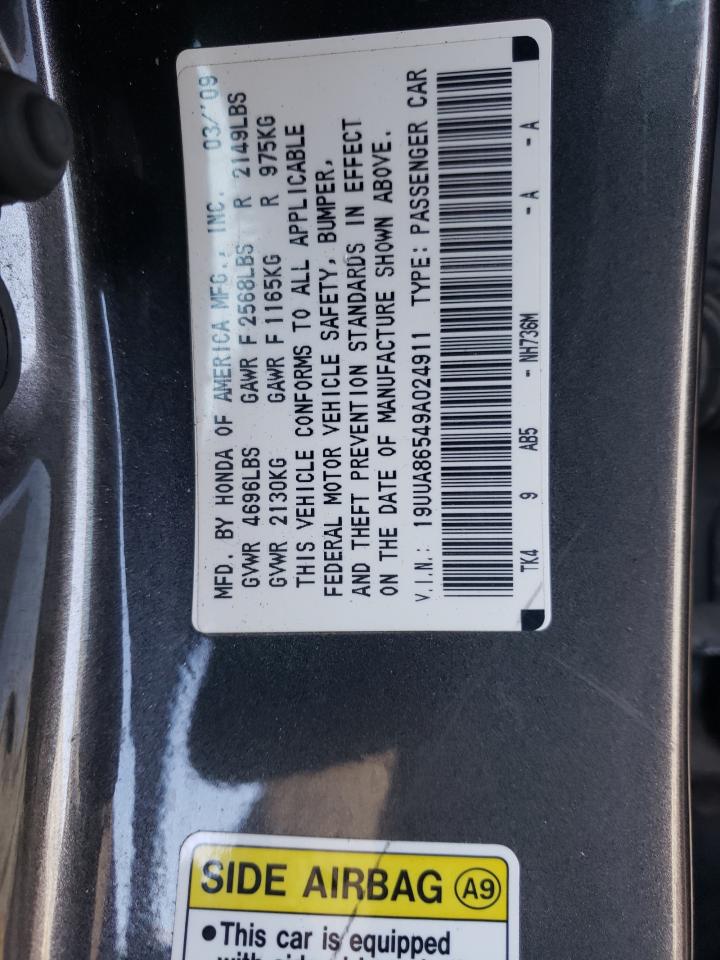 MFD. BY HONDA OF AMERICA MFG., INC. 03/'09
GVWR 4696LBS GAWR F 2568LBS R 2149LBS
GVWR 2130KG GAWR F 1165KG R 975KG
THIS VEHICLE CONFORMS TO ALL APPLICABLE
FEDERAL MOTOR VEHICLE SAFETY, BUMPER,
AND THEFT PREVENTION STANDARDS IN EFFECT
ON THE DATE OF MANUFACTURE SHOWN ABOVE.
V.I.N.: 19UUA86549A024911 TYPE: PASSENGER CAR
TK4 9 AB5 - NH736M - A - A
SIDE AIRBAG A9
•This car is equipped